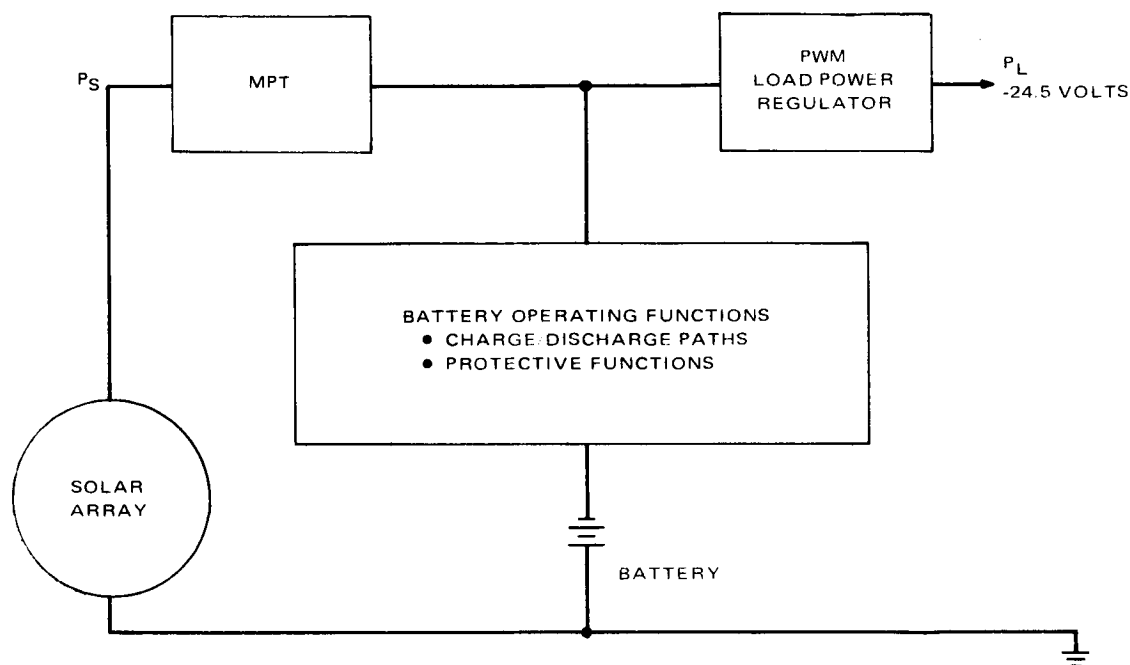 P_S
MPT
PWM
LOAD POWER
REGULATOR
P_L
-24.5 VOLTS
BATTERY OPERATING FUNCTIONS
● CHARGE/DISCHARGE PATHS
● PROTECTIVE FUNCTIONS
SOLAR
ARRAY
BATTERY